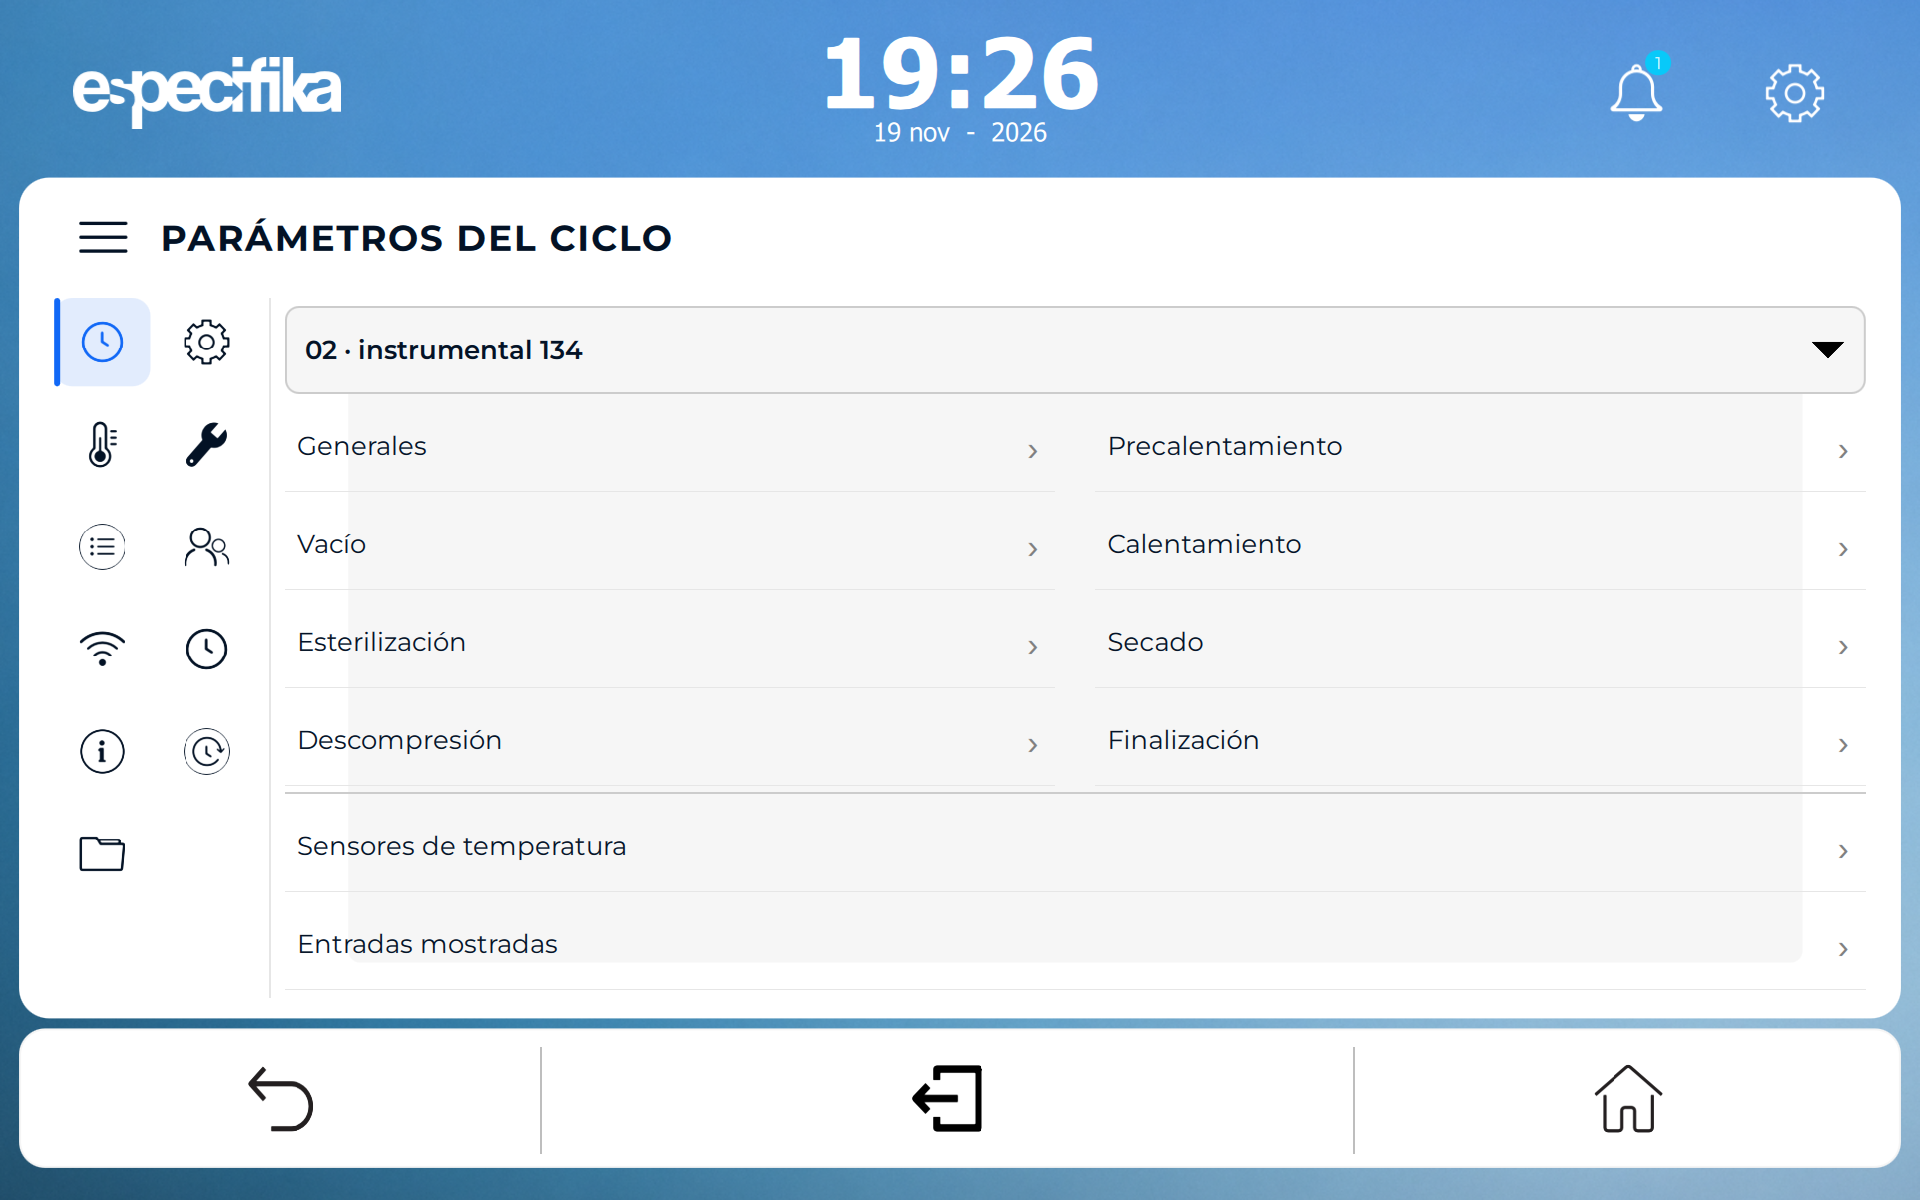 especifika
19:26
19 nov - 2026
1
PARÁMETROS DEL CICLO
02 · instrumental 134
Generales
Precalentamiento
Vacío
Calentamiento
Esterilización
Secado
Descompresión
Finalización
Sensores de temperatura
Entradas mostradas